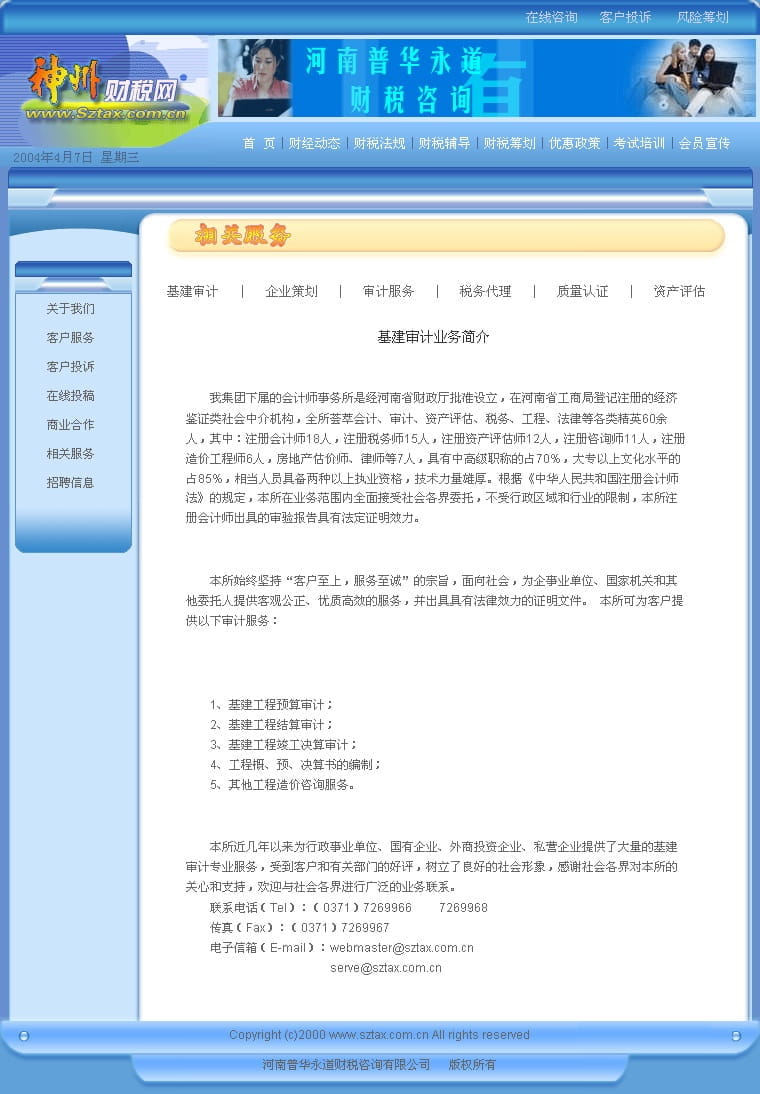 在线咨询 客户投诉 风险筹划
神州财税网
www.Sztax.com.cn
河南普华永道
财税咨询
有
首 页 | 财经动态 | 财税法规 | 财税辅导 | 财税筹划 | 优惠政策 | 考试培训 | 会员宣传
2004年4月7日 星期三
相关服务
关于我们
客户服务
客户投诉
在线投稿
商业合作
相关服务
招聘信息
基建审计 | 企业策划 | 审计服务 | 税务代理 | 质量认证 | 资产评估
基建审计业务简介
我集团下属的会计师事务所是经河南省财政厅批准设立，在河南省工商局登记注册的经济
鉴证类社会中介机构，全所荟萃会计、审计、资产评估、税务、工程、法律等各类精英60余
人，其中：注册会计师18人，注册税务师15人，注册资产评估师12人，注册咨询师11人，注册
造价工程师6人，房地产估价师、律师等7人，具有中高级职称的占70%，大专以上文化水平的
占85%，相当人员具备两种以上执业资格，技术力量雄厚。根据《中华人民共和国注册会计师
法》的规定，本所在业务范围内全面接受社会各界委托，不受行政区域和行业的限制，本所注
册会计师出具的审验报告具有法定证明效力。
本所始终坚持“客户至上，服务至诚”的宗旨，面向社会，为企事业单位、国家机关和其
他委托人提供客观公正、优质高效的服务，并出具具有法律效力的证明文件。 本所可为客户提
供以下审计服务：
1、基建工程预算审计；
2、基建工程结算审计；
3、基建工程竣工决算审计；
4、工程概、预、决算书的编制；
5、其他工程造价咨询服务。
本所近几年以来为行政事业单位、国有企业、外商投资企业、私营企业提供了大量的基建
审计专业服务，受到客户和有关部门的好评，树立了良好的社会形象，感谢社会各界对本所的
关心和支持，欢迎与社会各界进行广泛的业务联系。
联系电话（Tel）：（0371）7269966 7269968
传真（Fax）：（0371）7269967
电子信箱（E-mail）：webmaster@sztax.com.cn
serve@sztax.com.cn
Copyright (c)2000 www.sztax.com.cn All rights reserved
河南普华永道财税咨询有限公司 版权所有